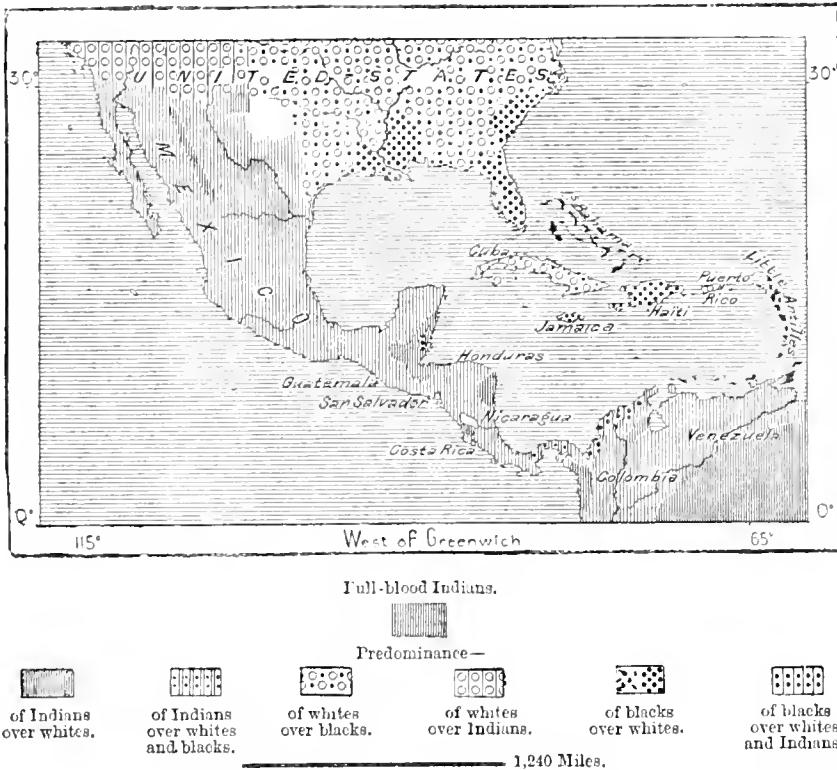 30°
30°
UNITED STATES
MEXICO
Bahamas
Cuba
Puerto
Rico
Haïti
Jamaica
Little Antilles
Honduras
Guatemala
San Salvador
Nicaragua
Costa Rica
Venezuela
Colombia
0°
0°
115°
West of Greenwich
65°
Full-blood Indians.
Predominance—
of Indians
over whites.
of Indians
over whites
and blacks.
of whites
over blacks.
of whites
over Indians.
of blacks
over whites.
of blacks
over whites
and Indians
1,240 Miles.